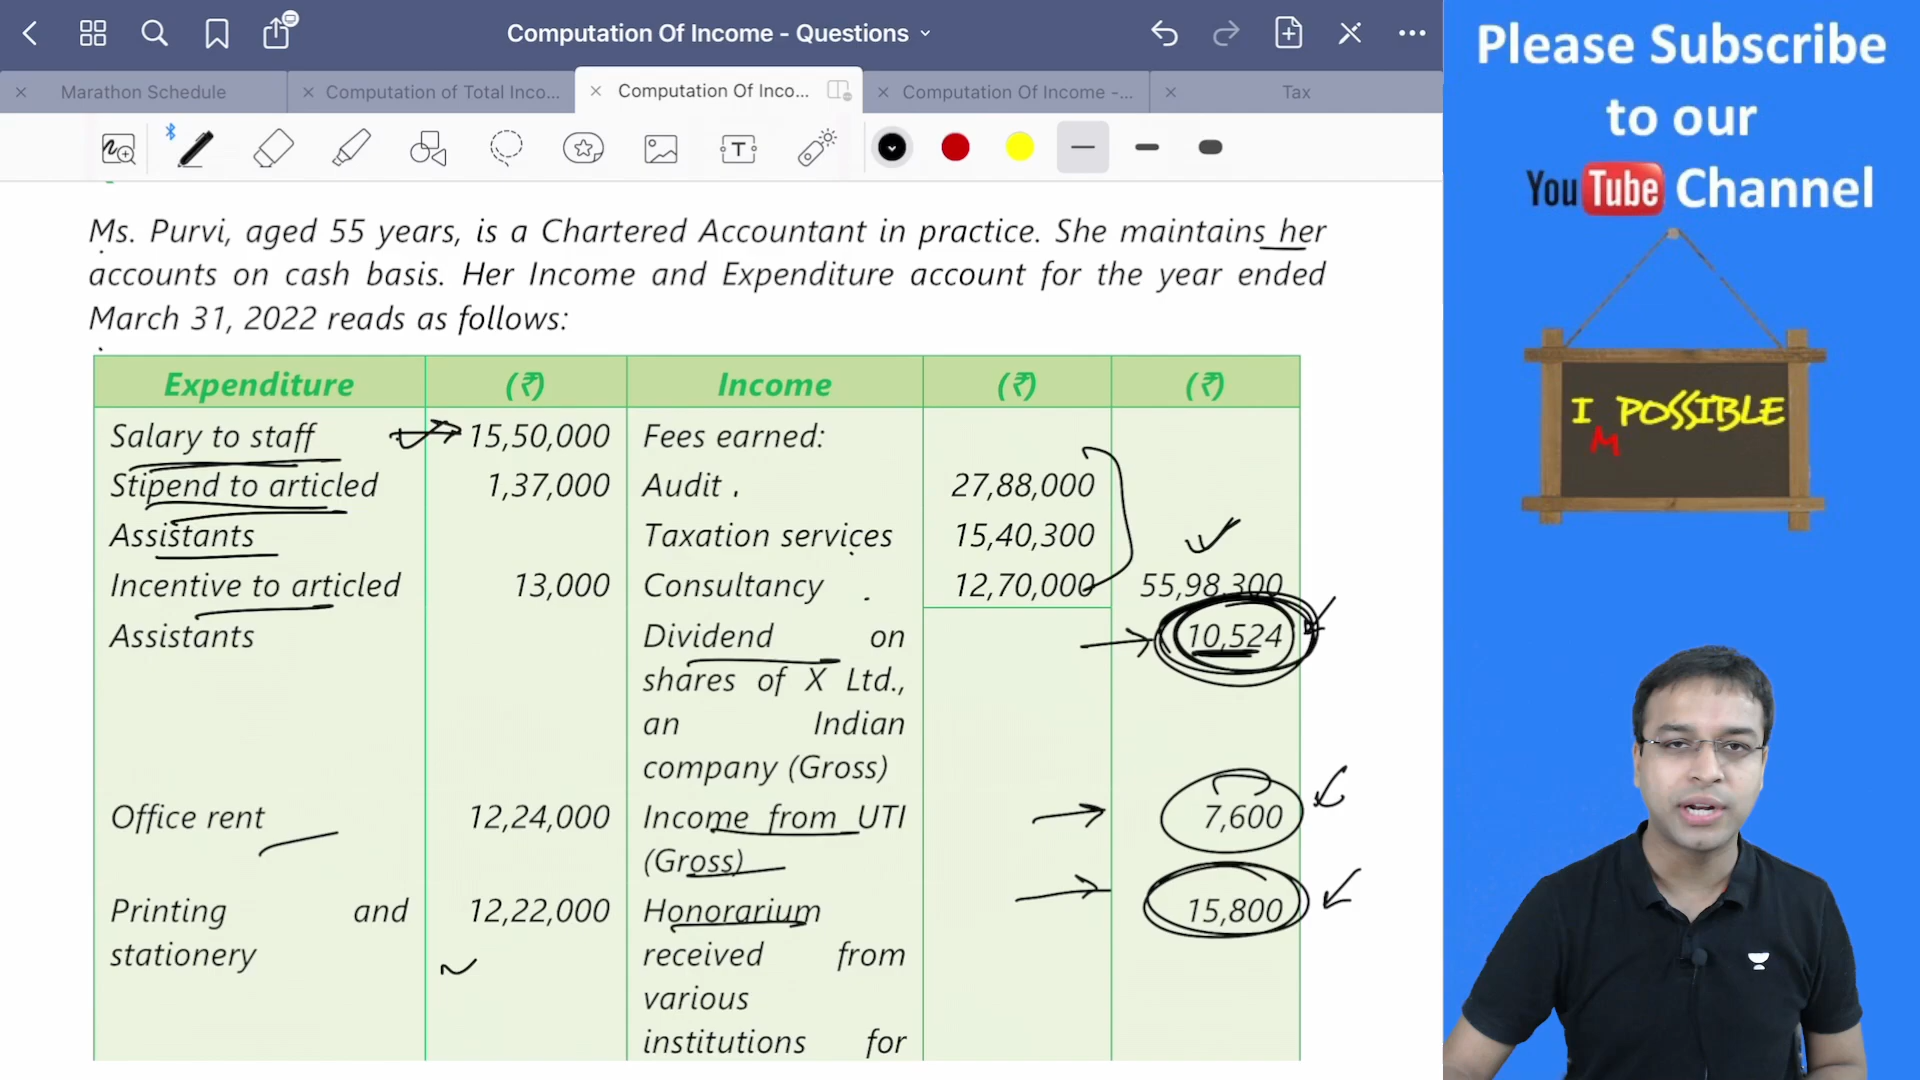 Computation Of Income - Questions
Marathon Schedule
Computation of Total Inco...
Computation Of Inco...
Computation Of Income -...
Tax
T
Ms. Purvi, aged 55 years, is a Chartered Accountant in practice. She maintains her
accounts on cash basis. Her Income and Expenditure account for the year ended
March 31, 2022 reads as follows:
Expenditure (₹) Income (₹) (₹)
Salary to staff 15,50,000 Fees earned:
Stipend to articled 1,37,000 Audit 27,88,000
Assistants Taxation services 15,40,300
Incentive to articled 13,000 Consultancy 12,70,000 55,98,300
Assistants Dividend on 10,524
shares of X Ltd.,
an Indian
company (Gross)
Office rent 12,24,000 Income from UTI 7,600
(Gross)
Printing and 12,22,000 Honorarium 15,800
stationery received from
various
institutions for
Please Subscribe
to our
YouTube Channel
I POSSIBLE
M